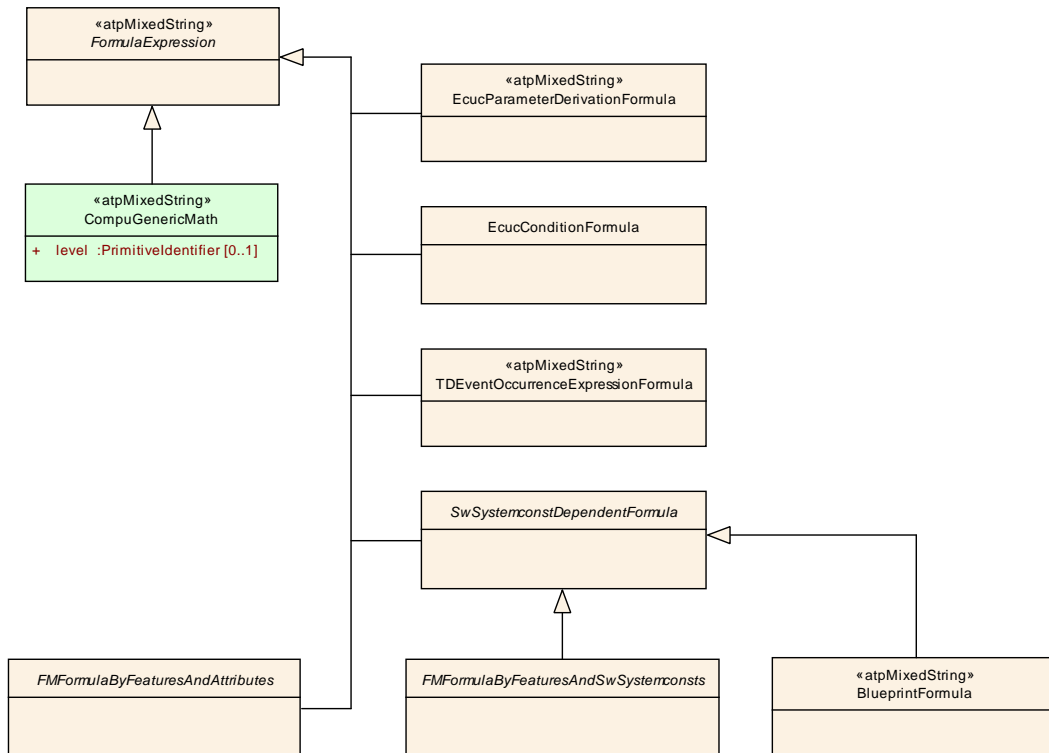 «atpMixedString»
FormulaExpression
«atpMixedString»
EcucParameterDerivationFormula
«atpMixedString»
CompuGenericMath
+ level :PrimitiveIdentifier [0..1]
EcucConditionFormula
«atpMixedString»
TDEventOccurrenceExpressionFormula
SwSystemconstDependentFormula
FMFormulaByFeaturesAndAttributes
FMFormulaByFeaturesAndSwSystemconsts
«atpMixedString»
BlueprintFormula